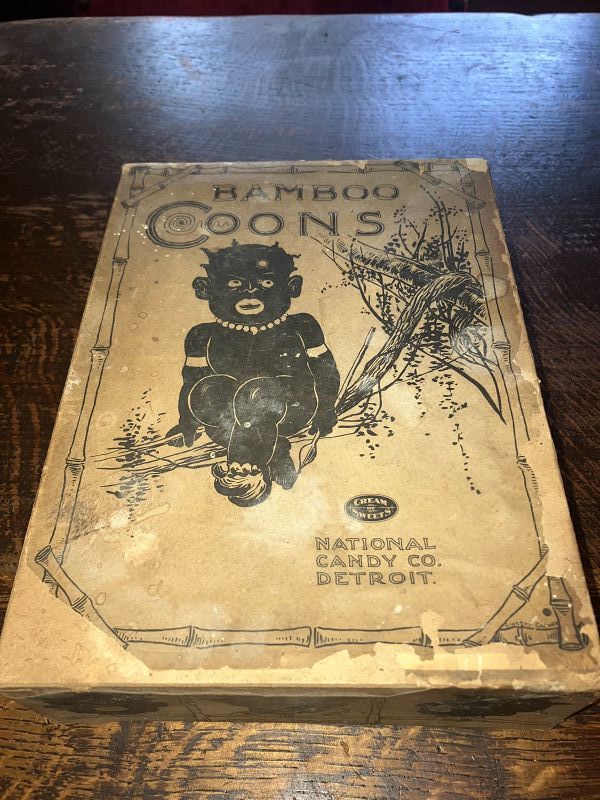 BAMBOO
COONS
CREAM
OF
SWEETS
NATIONAL
CANDY CO.
DETROIT.